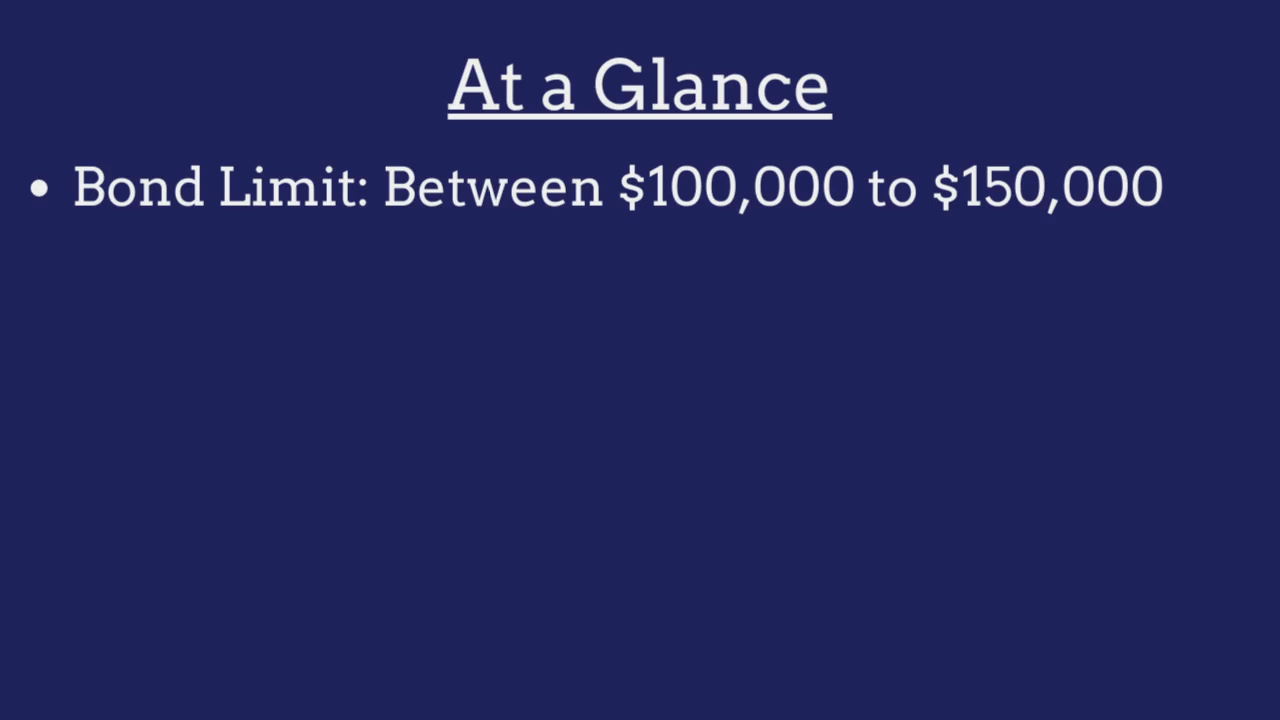 At a Glance
• Bond Limit: Between $100,000 to $150,000